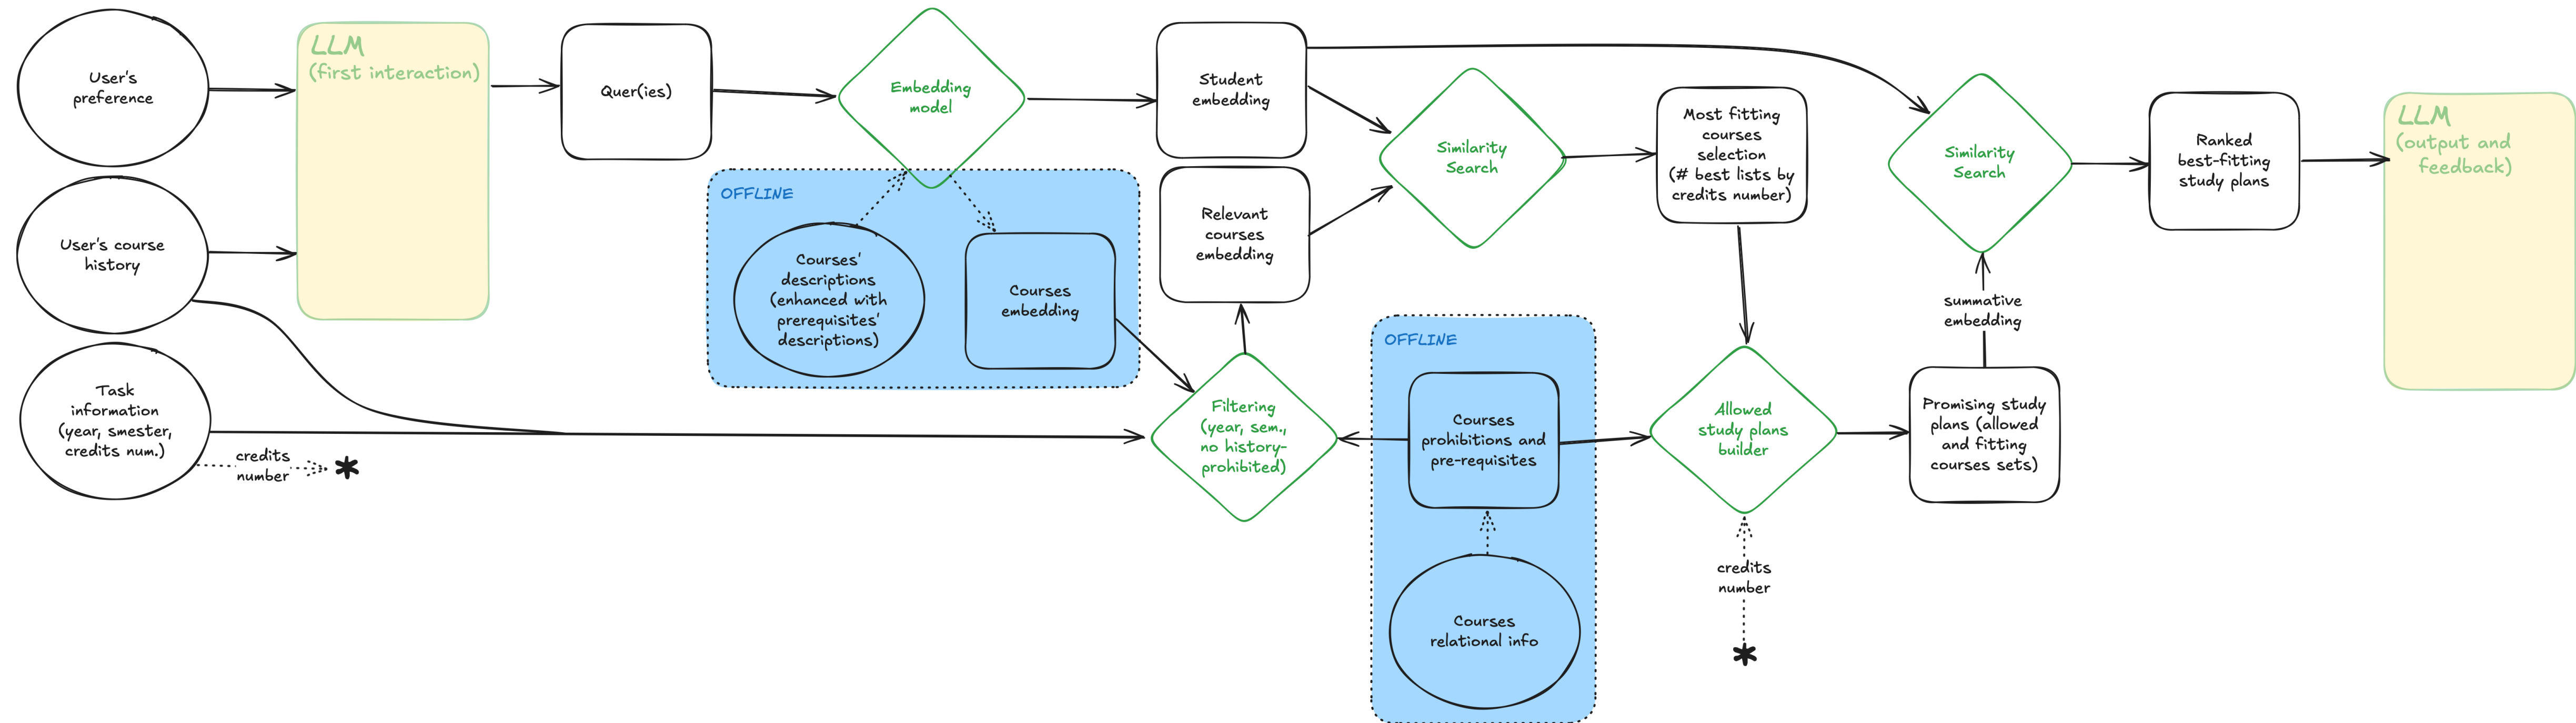 User's
preference
LLM
(first interaction)
Quer(ies)
Embedding
model
Student
embedding
Similarity
Search
Most fitting
courses
selection
(# best lists by
credits number)
Similarity
Search
Ranked
best-fitting
study plans
LLM
(output and
feedback)
User's course
history
OFFLINE
Courses'
descriptions
(enhanced with
prerequisites'
descriptions)
Courses
embedding
Relevant
courses
embedding
summative
embedding
Task
information
(year, smester,
credits num.)
credits
number
*
Filtering
(year, sem.,
no history-
prohibited)
OFFLINE
Courses
prohibitions and
pre-requisites
Courses
relational info
Allowed
study plans
builder
credits
number
*
Promising study
plans (allowed
and fitting
courses sets)